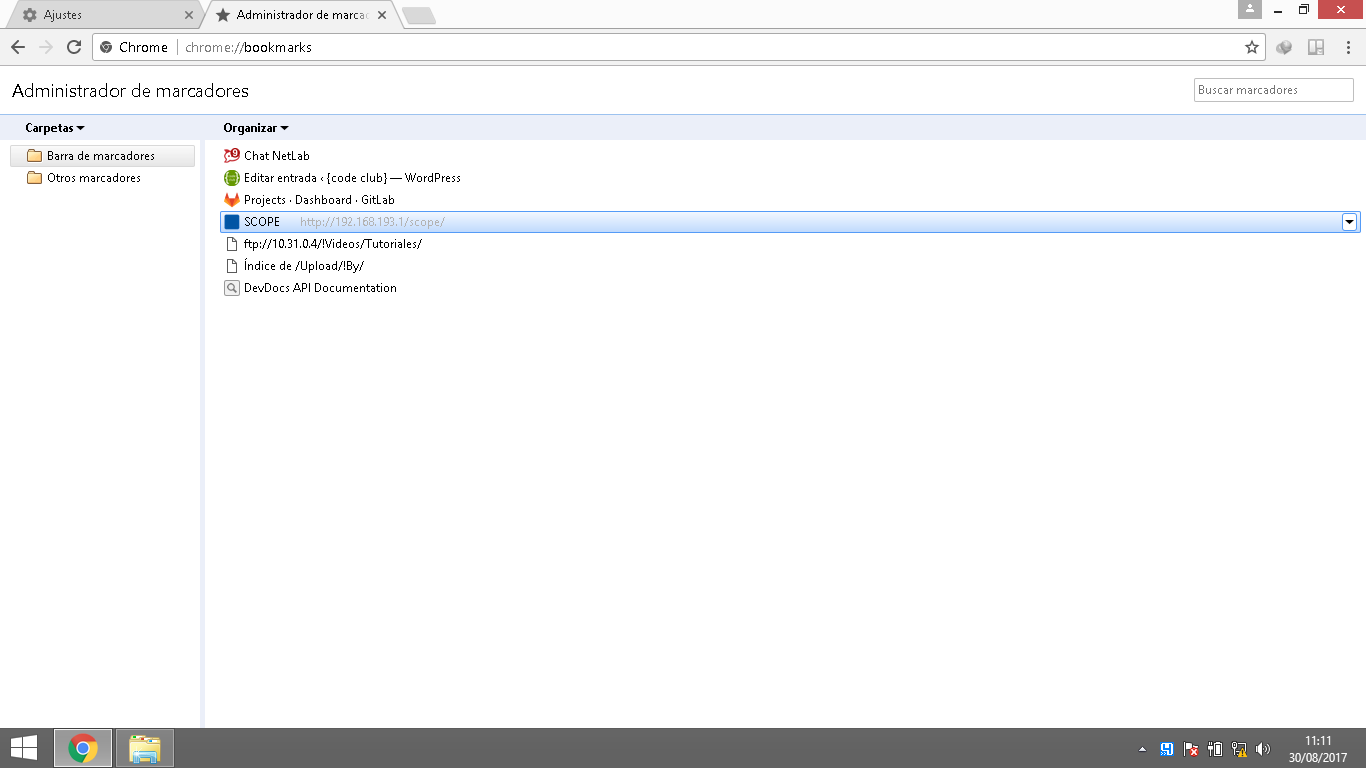 Ajustes
Administrador de marcad
Chrome chrome://bookmarks
Administrador de marcadores
Buscar marcadores
Carpetas
Organizar
Barra de marcadores
Otros marcadores
Chat NetLab
Editar entrada ‹ {code club} — WordPress
Projects · Dashboard · GitLab
SCOPE http://192.168.193.1/scope/
ftp://10.31.0.4/!Videos/Tutoriales/
Índice de /Upload/!By/
DevDocs API Documentation
11:11
30/08/2017